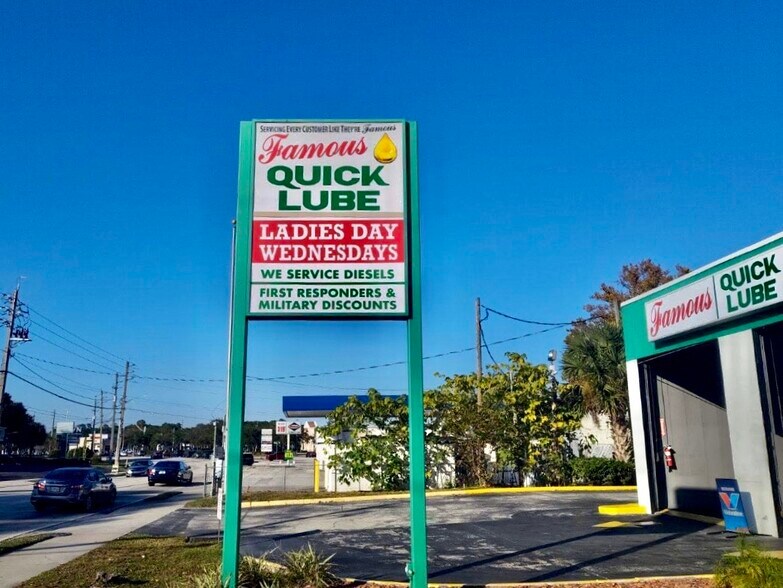 SERVICING EVERY CUSTOMER LIKE THEY'RE Famous
Famous
QUICK
LUBE
LADIES DAY
WEDNESDAYS
WE SERVICE DIESELS
FIRST RESPONDERS &
MILITARY DISCOUNTS
Famous
QUICK
LUBE